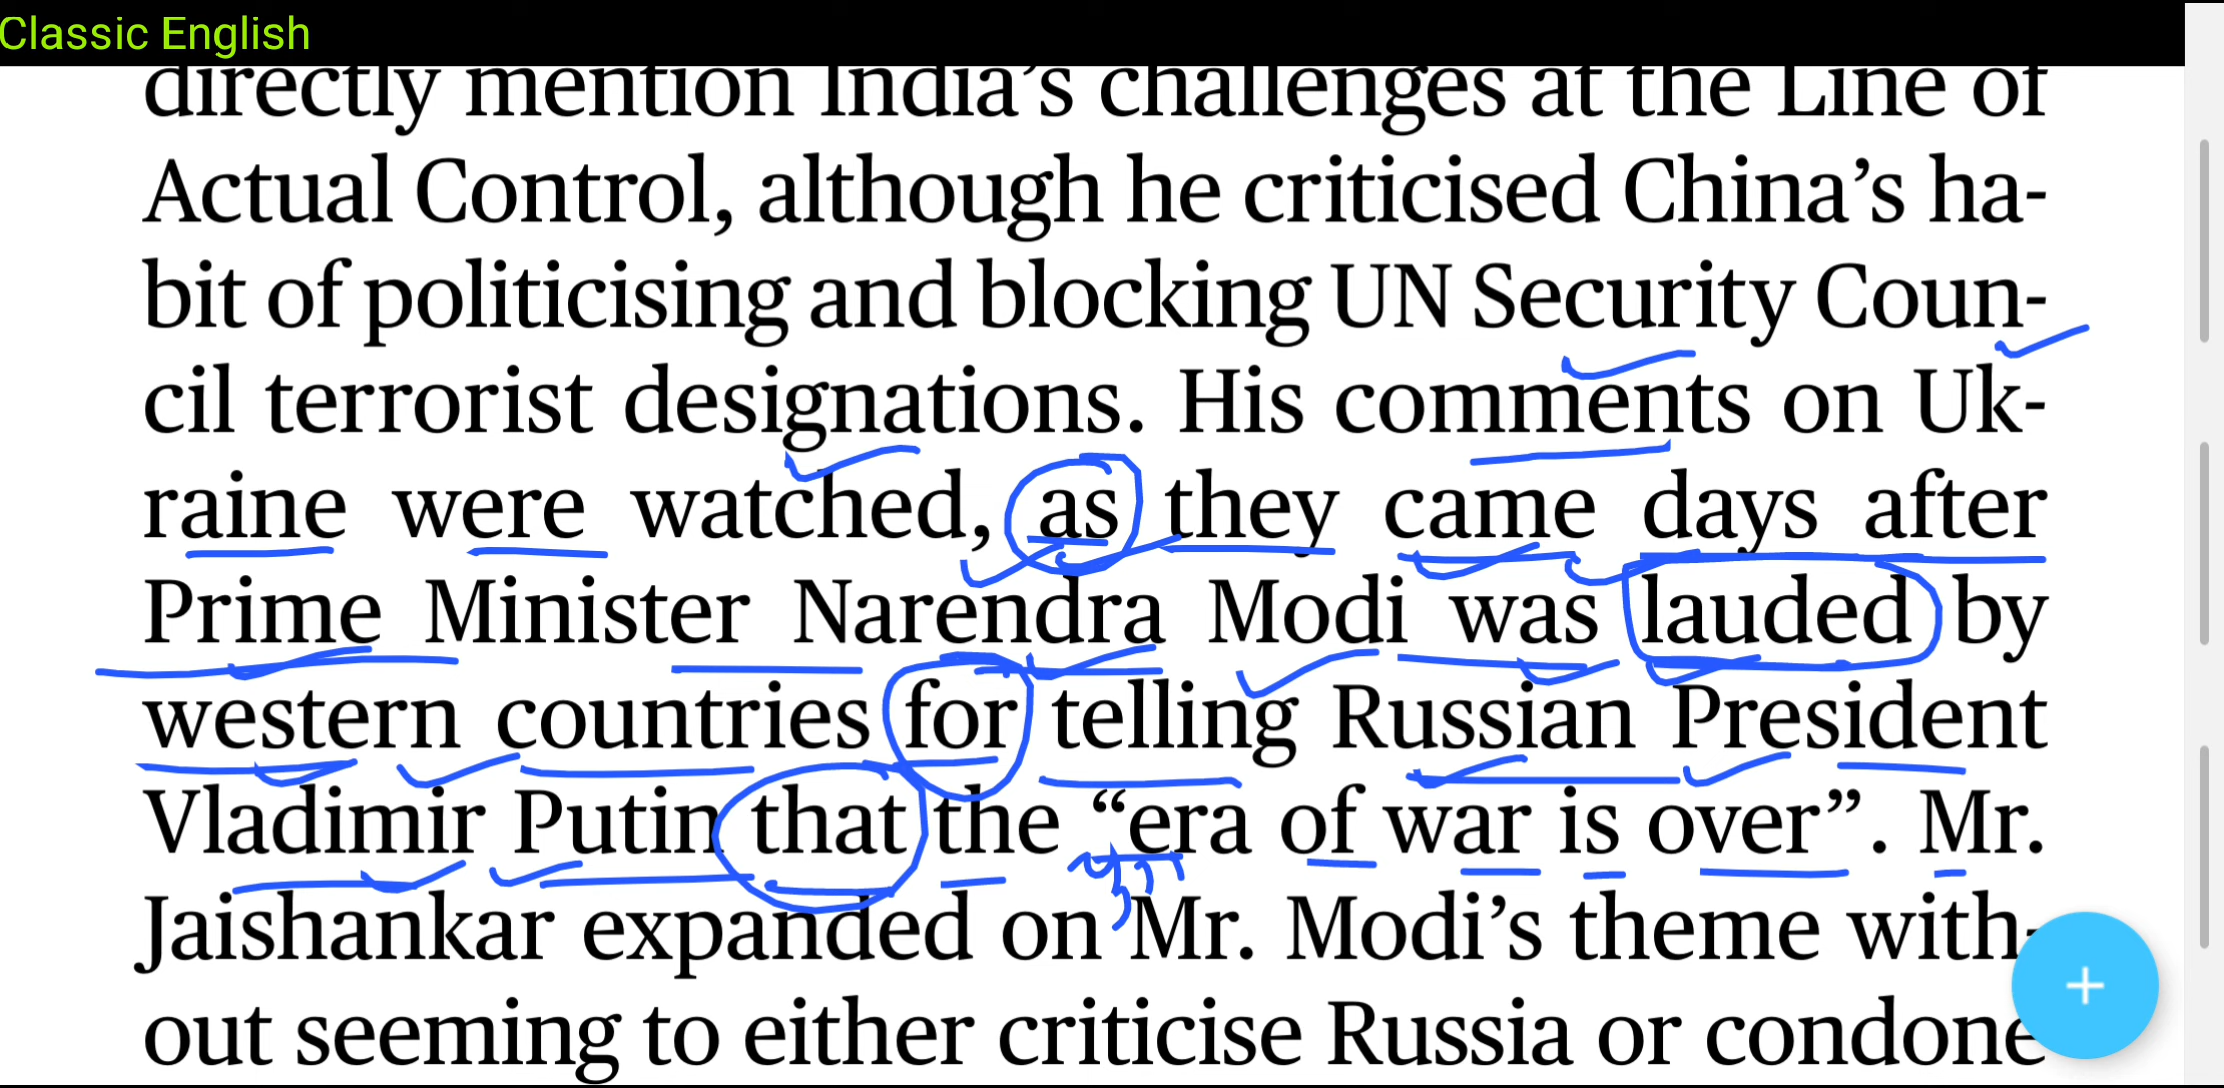 Classic English
directly mention India's challenges at the Line of
Actual Control, although he criticised China's ha-
bit of politicising and blocking UN Security Coun-
cil terrorist designations. His comments on Uk-
raine were watched, as they came days after
Prime Minister Narendra Modi was lauded by
western countries for telling Russian President
Vladimir Putin that the “era of war is over”. Mr.
Jaishankar expanded on Mr. Modi's theme with-
out seeming to either criticise Russia or condone